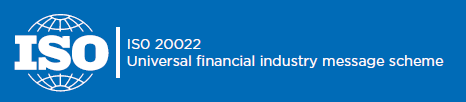 ISO
ISO 20022
Universal financial industry message scheme